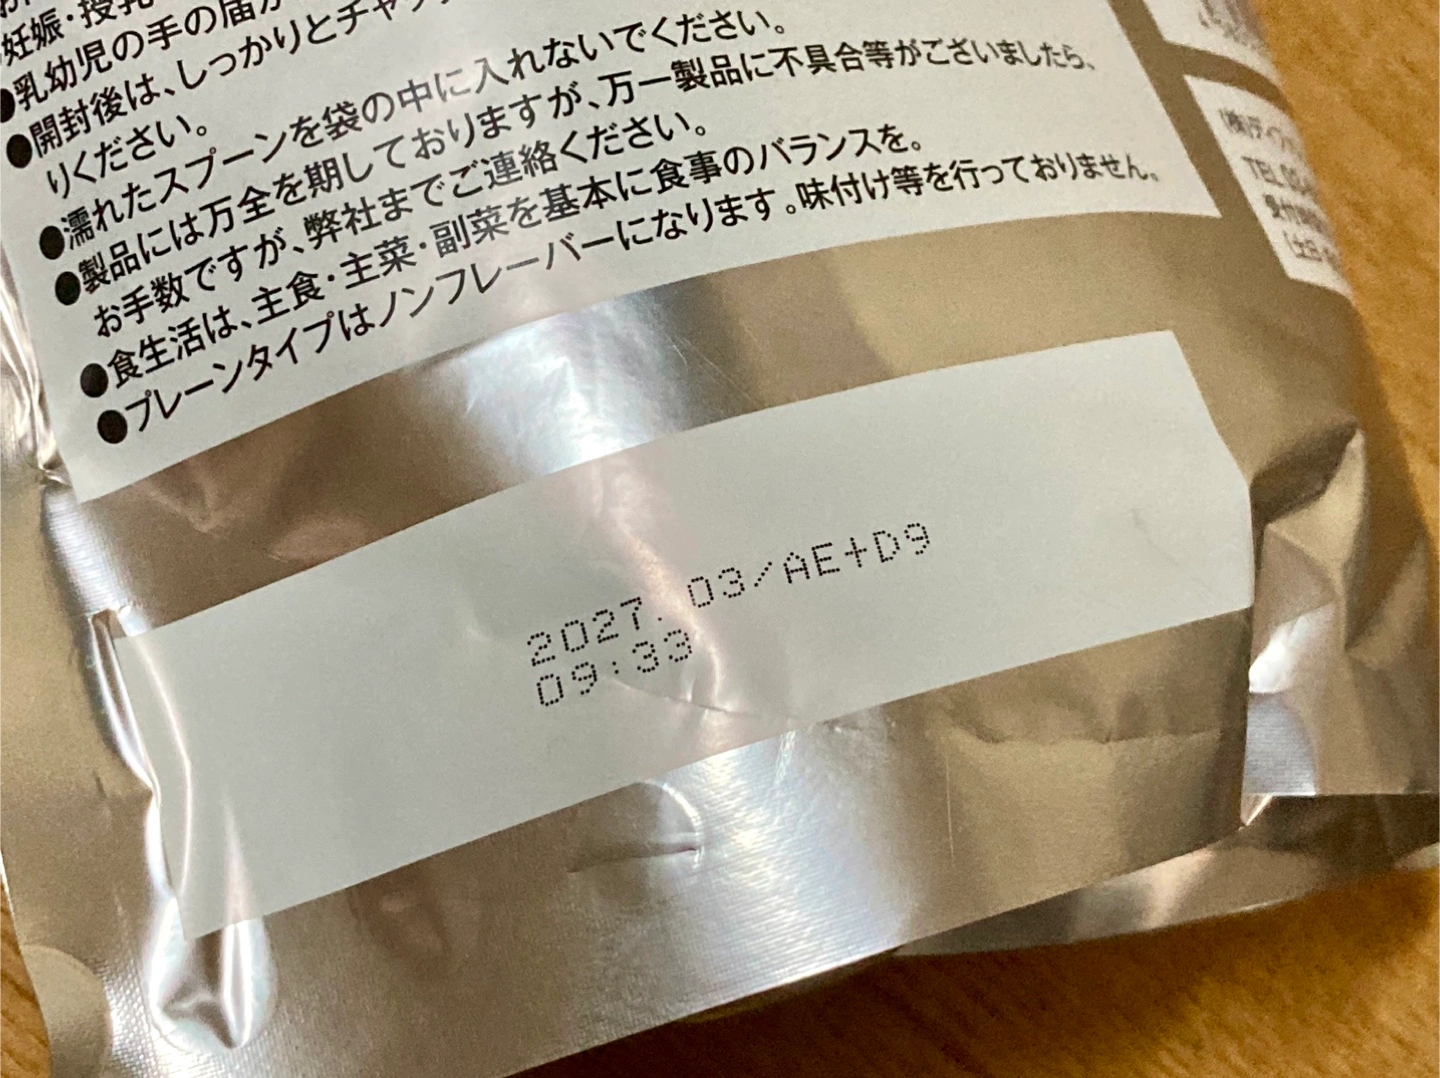 妊娠・授乳
●乳幼児の手の届か
●開封後は、しっかりとチャッ
りください。
●濡れたスプーンを袋の中に入れないでください。
●製品には万全を期しておりますが、万一製品に不具合等がございましたら、
お手数ですが、弊社までご連絡ください。
●食生活は、主食・主菜・副菜を基本に食事のバランスを。
●プレーンタイプはノンフレーバーになります。味付け等を行っておりません。
TEL
2027. 03/AE+D9
09:33